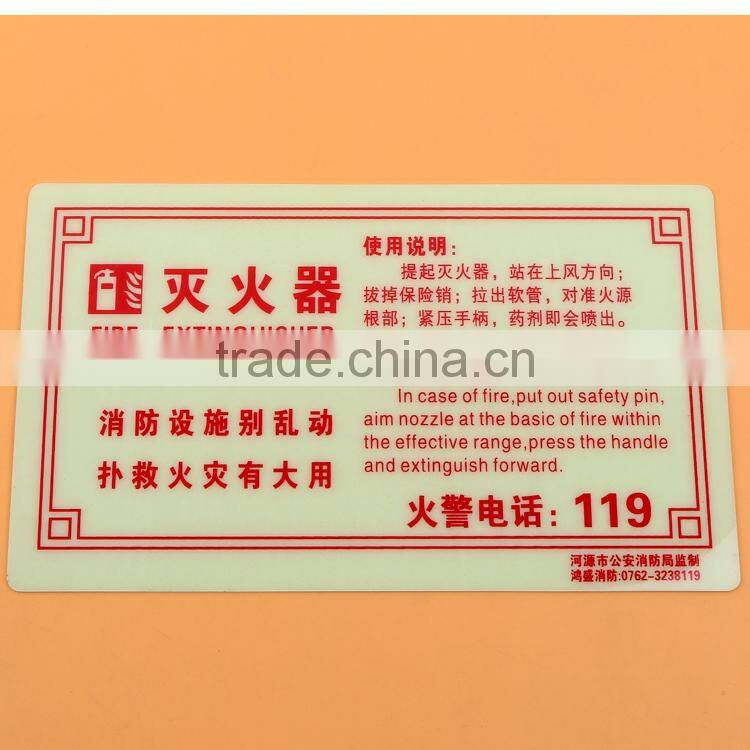 灭火器
FIRE EXTINGUISHER
消防设施别乱动
扑救火灾有大用
使用说明：
提起灭火器，站在上风方向；
拔掉保险销；拉出软管，对准火源
根部；紧压手柄，药剂即会喷出。
In case of fire,put out safety pin,
aim nozzle at the basic of fire within
the effective range,press the handle
and extinguish forward.
火警电话：119
河源市公安消防局监制
鸿盛消防:0762-3238119
trade.china.cn